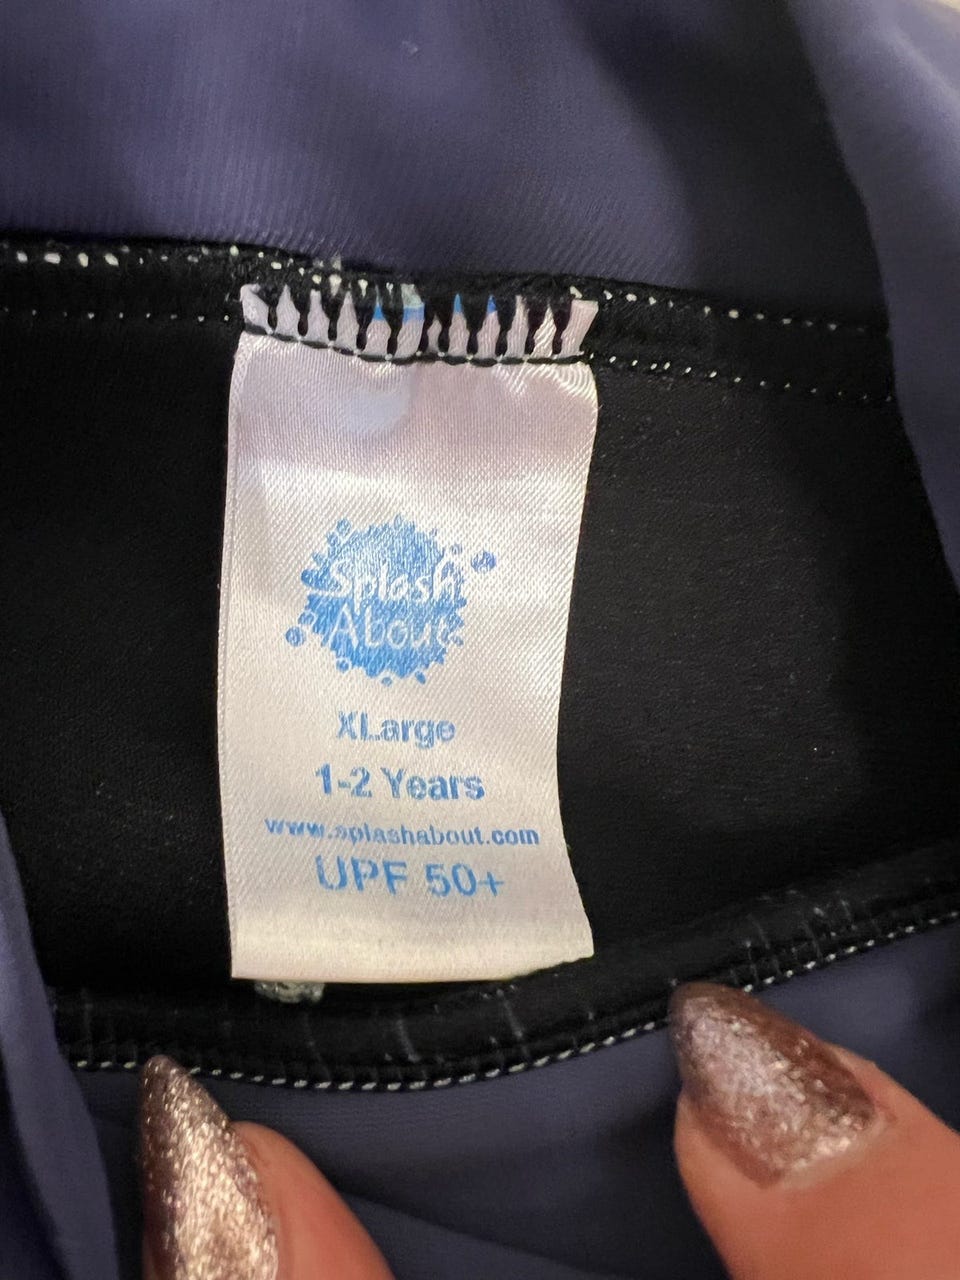 Splash
About
XLarge
1-2 Years
www.splashabout.com
UPF 50+